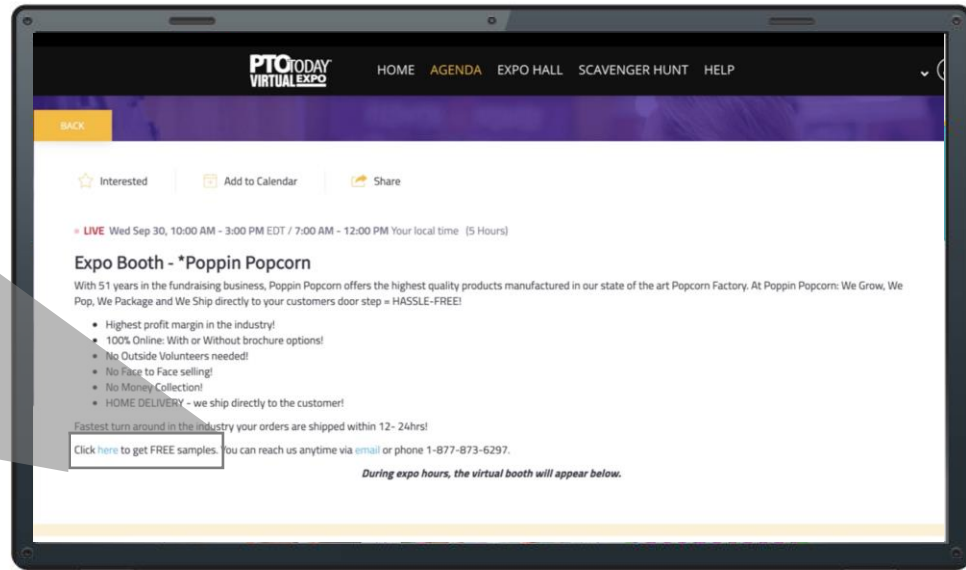 PTOTODAY
VIRTUAL EXPO
HOME AGENDA EXPO HALL SCAVENGER HUNT HELP
BACK
Interested Add to Calendar Share
LIVE Wed Sep 30, 10:00 AM - 3:00 PM EDT / 7:00 AM - 12:00 PM Your local time (5 Hours)
Expo Booth - *Poppin Popcorn
With 51 years in the fundraising business, Poppin Popcorn offers the highest quality products manufactured in our state of the art Popcorn Factory. At Poppin Popcorn: We Grow, We
Pop, We Package and We Ship directly to your customers door step = HASSLE-FREE!
• Highest profit margin in the industry!
• 100% Online: With or Without brochure options!
• No Outside Volunteers needed!
• No Face to Face selling!
• No Money Collection!
• HOME DELIVERY - we ship directly to the customer!
Fastest turn around in the industry your orders are shipped within 12- 24hrs!
Click here to get FREE samples. You can reach us anytime via email or phone 1-877-873-6297.
During expo hours, the virtual booth will appear below.